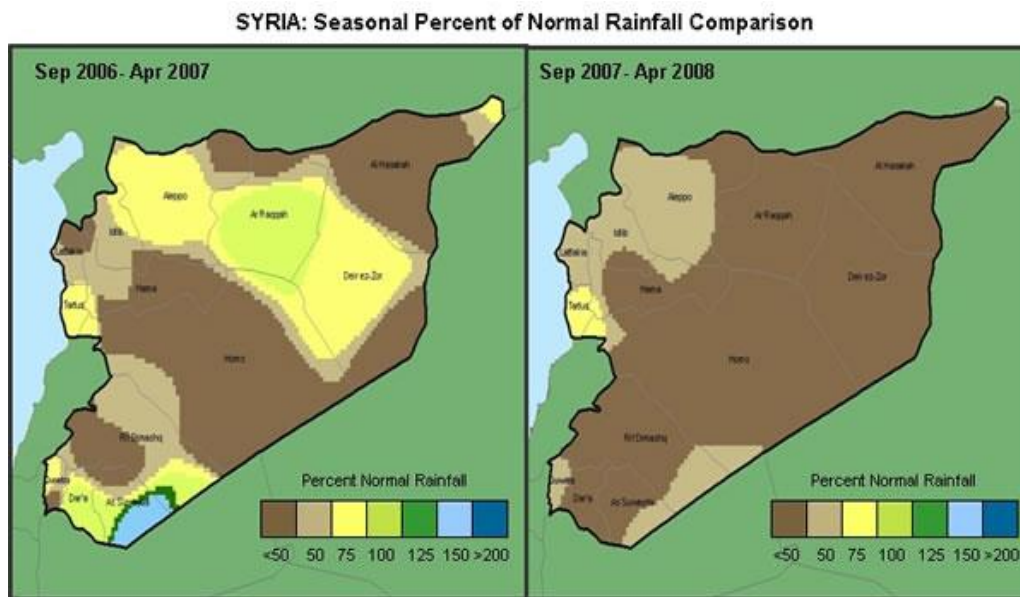 SYRIA: Seasonal Percent of Normal Rainfall Comparison
Sep 2006- Apr 2007
Al Hasakah
Aleppo
Ar Raqqah
Idlib
Lattakia
Deir ez-Zor
Hama
Tartus
Homs
Rif Dimashq
Dar'a
As Suwayda
Percent Normal Rainfall
<50 50 75 100 125 150 >200
Sep 2007- Apr 2008
Al Hasakah
Aleppo
Ar Raqqah
Idlib
Lattakia
Deir ez-Zor
Hama
Tartus
Homs
Rif Dimashq
Dar'a
As Suwayda
Percent Normal Rainfall
<50 50 75 100 125 150 >200